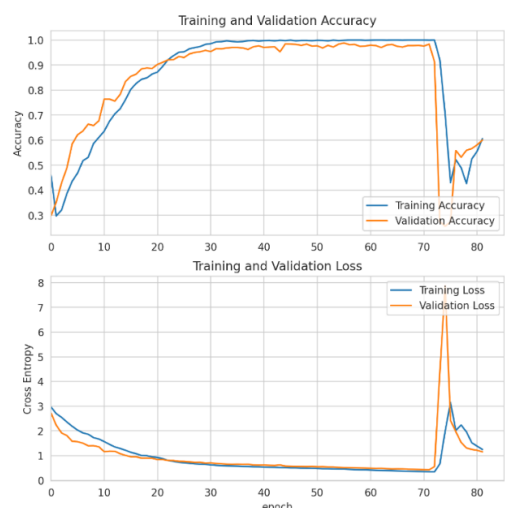 Training and Validation Accuracy
1.0
0.9
0.8
0.7
0.6
0.5
0.4
0.3
Accuracy
Training Accuracy
Validation Accuracy
0 10 20 30 40 50 60 70 80
Training and Validation Loss
8
7
6
5
4
3
2
1
0
Cross Entropy
Training Loss
Validation Loss
0 10 20 30 40 50 60 70 80
epoch